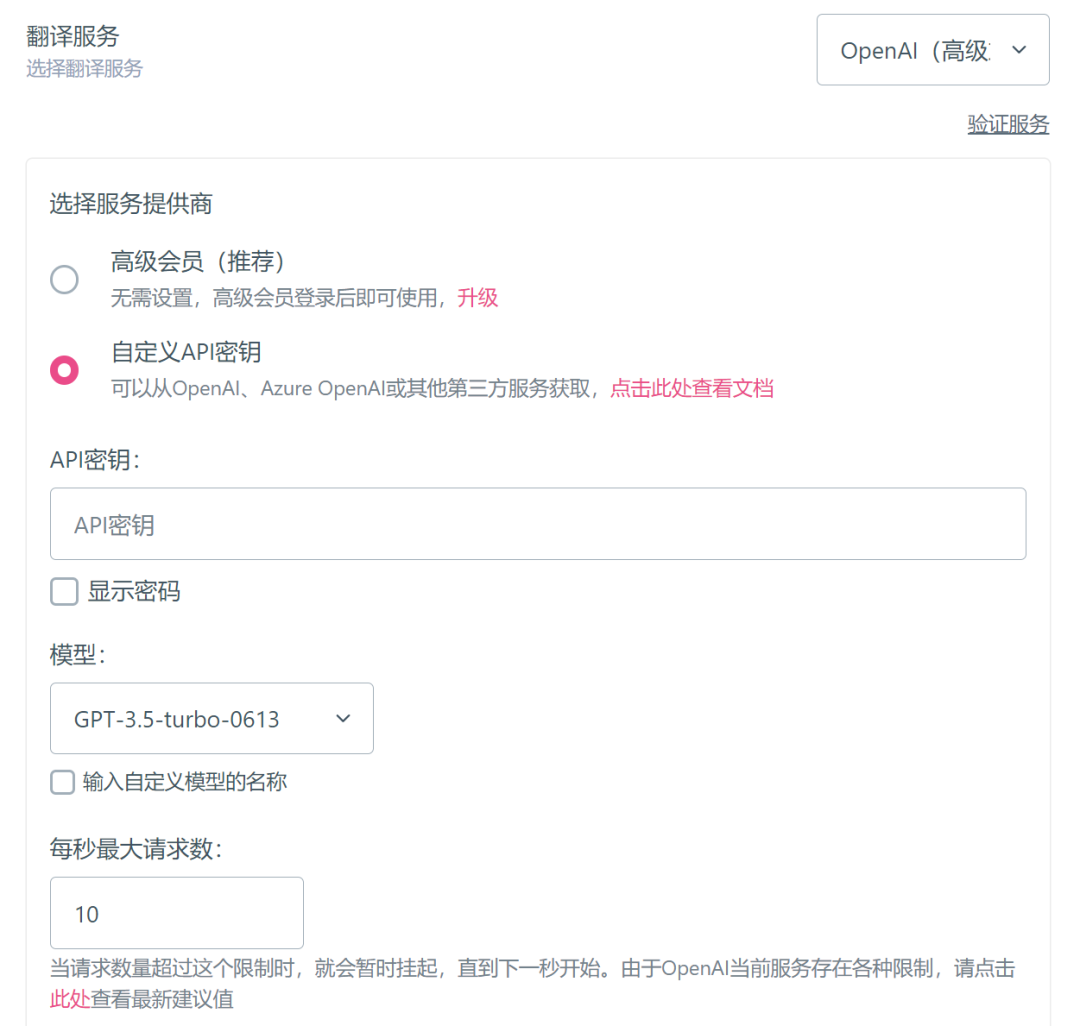 翻译服务
选择翻译服务
OpenAI（高级
验证服务
选择服务提供商
高级会员（推荐）
无需设置，高级会员登录后即可使用，升级
自定义API密钥
可以从OpenAI、Azure OpenAI或其他第三方服务获取，点击此处查看文档
API密钥：
API密钥
显示密码
模型：
GPT-3.5-turbo-0613
输入自定义模型的名称
每秒最大请求数：
10
当请求数量超过这个限制时，就会暂时挂起，直到下一秒开始。由于OpenAI当前服务存在各种限制，请点击
此处查看最新建议值